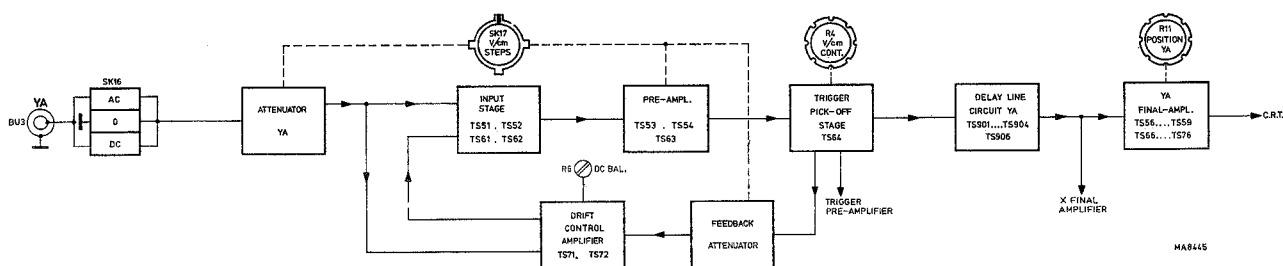 YA
BU3
SK16
AC
0
DC
ATTENUATOR
YA
SK17
V/cm
STEPS
INPUT
STAGE
TS51 , TS52
TS61 , TS62
PRE-AMPL.
TS53 , TS54
TS63
R4
V/cm
CONT.
TRIGGER
PICK-OFF
STAGE
TS64
DELAY LINE
CIRCUIT YA
TS901...,TS904
TS906
R11
POSITION
YA
YA
FINAL-AMPL.
TS56...,TS59
TS66...,TS76
C.R.T.
R6 DC BAL.
DRIFT
CONTROL
AMPLIFIER
TS71, TS72
FEEDBACK
ATTENUATOR
TRIGGER
PRE-AMPLIFIER
X FINAL
AMPLIFIER
MA8445